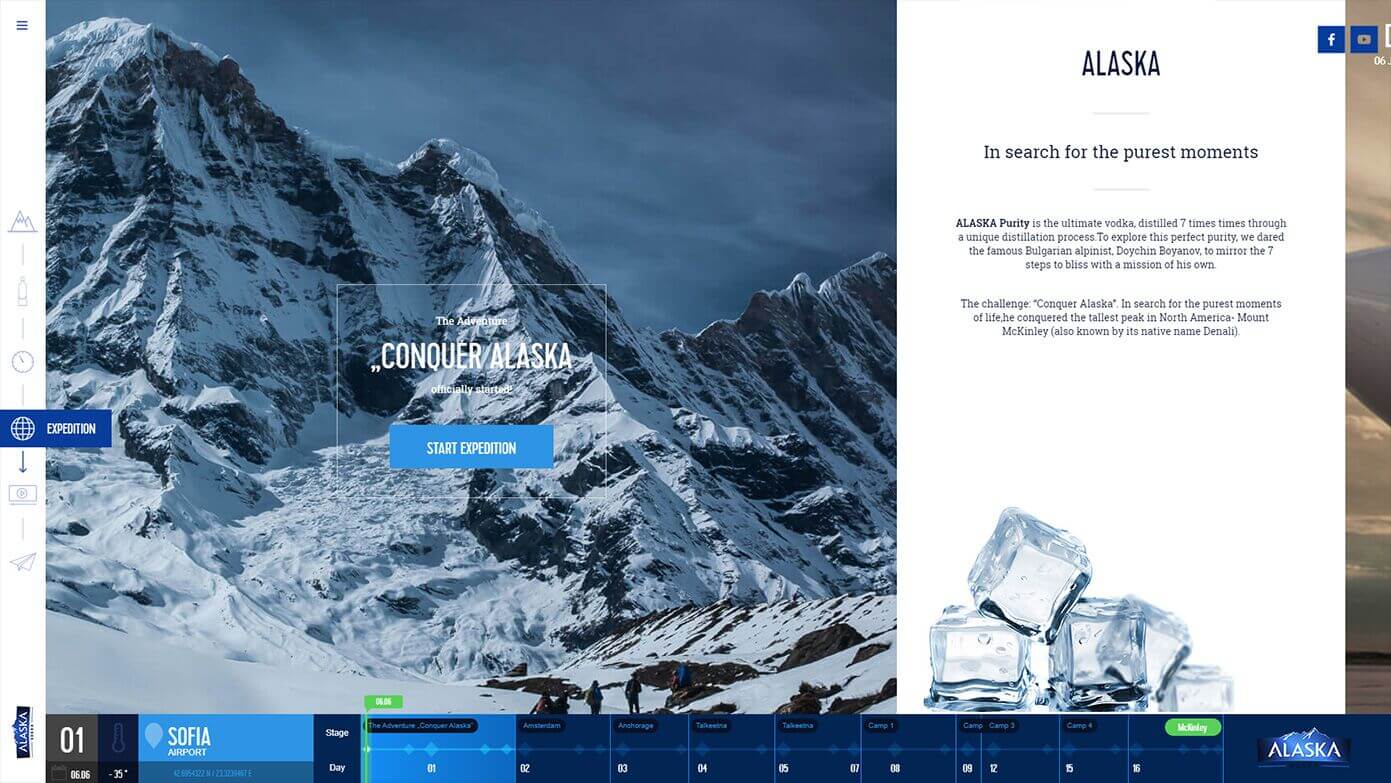 ALASKA
In search for the purest moments
ALASKA Purity is the ultimate vodka, distilled 7 times times through
a unique distillation process.To explore this perfect purity, we dared
the famous Bulgarian alpinist, Doychin Boyanov, to mirror the 7
steps to bliss with a mission of his own.
The challenge: “Conquer Alaska”. In search for the purest moments
of life,he conquered the tallest peak in North America- Mount
McKinley (also known by its native name Denali).
The Adventure
„CONQUER ALASKA
officially started!
START EXPEDITION
EXPEDITION
06 J
ALASKA
01
06.06
- 35 °
SOFIA
AIRPORT
42.6954322 N / 23.3239467 E
06.06
Stage
The Adventure „Conquer Alaska”
Amsterdam
Anchorage
Talkeetna
Talkeetna
Camp 1
Camp
Camp 3
Camp 4
McKinley
Day
01
02
03
04
05
07
08
09
12
15
16
ALASKA